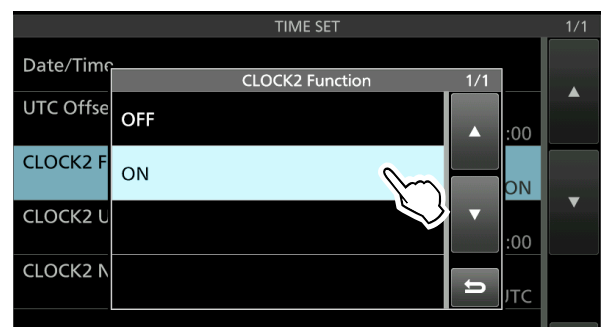 TIME SET 1/1
Date/Time
CLOCK2 Function 1/1
UTC Offse
OFF
:00
CLOCK2 F
ON
ON
CLOCK2 U
:00
CLOCK2 N
UTC